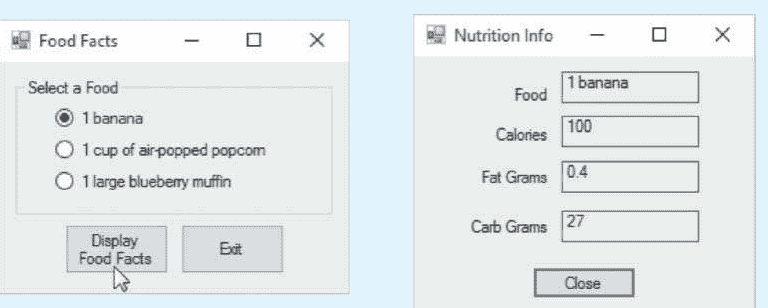 Food Facts
Select a Food
1 banana
1 cup of air-popped popcorn
1 large blueberry muffin
Display
Food Facts
Exit
Nutrition Info
Food 1 banana
Calories 100
Fat Grams 0.4
Carb Grams 27
Close